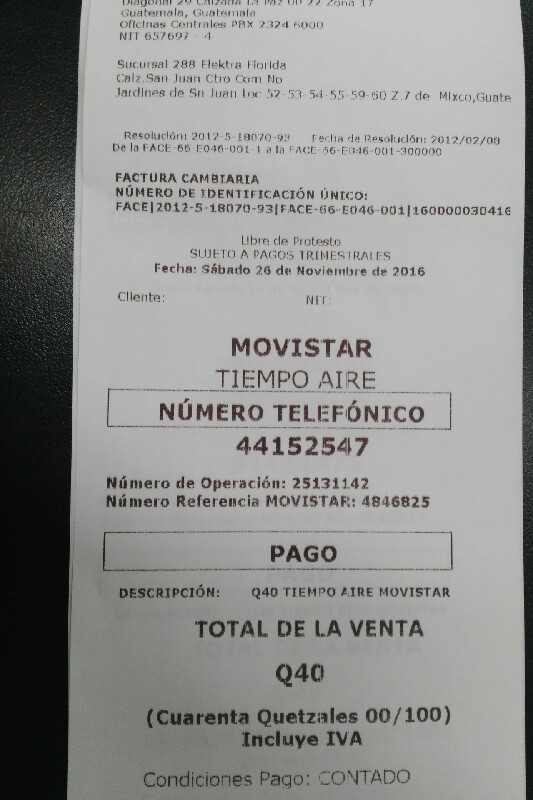 Diagonal 29 Calzada La Paz 00 22 Zona 17
Guatemala, Guatemala
Oficinas Centrales PBX 2324 6000
NIT 657697 - 4
Sucursal 288 Elektra Florida
Calz.San Juan Ctro Com No
Jardines de Sn Juan Loc 52-53-54-55-59-60 Z.7 de Mixco,Guate
Resolución: 2012-5-18070-93 Fecha de Resolución: 2012/02/08
De la FACE-66-E046-001-1 a la FACE-66-E046-001-300000
FACTURA CAMBIARIA
NÚMERO DE IDENTIFICACIÓN ÚNICO:
FACE|2012-5-18070-93|FACE-66-E046-001|160000030416
Libre de Protesto
SUJETO A PAGOS TRIMESTRALES
Fecha: Sábado 26 de Noviembre de 2016
Cliente: NIT:
MOVISTAR
TIEMPO AIRE
NÚMERO TELEFÓNICO
44152547
Número de Operación: 25131142
Número Referencia MOVISTAR: 4846825
PAGO
DESCRIPCIÓN: Q40 TIEMPO AIRE MOVISTAR
TOTAL DE LA VENTA
Q40
(Cuarenta Quetzales 00/100)
Incluye IVA
Condiciones Pago: CONTADO